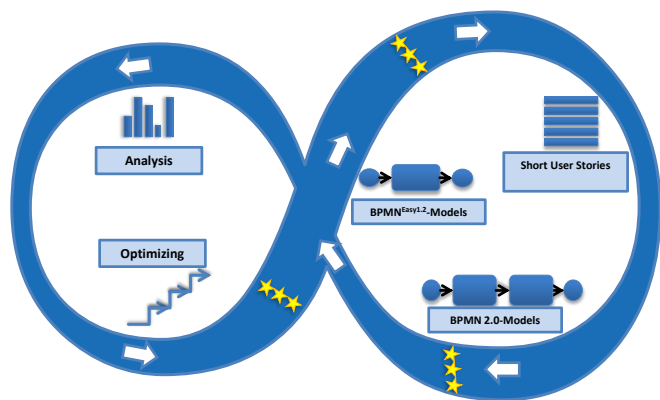 Analysis
Short User Stories
BPMNEasy1.2-Models
Optimizing
BPMN 2.0-Models